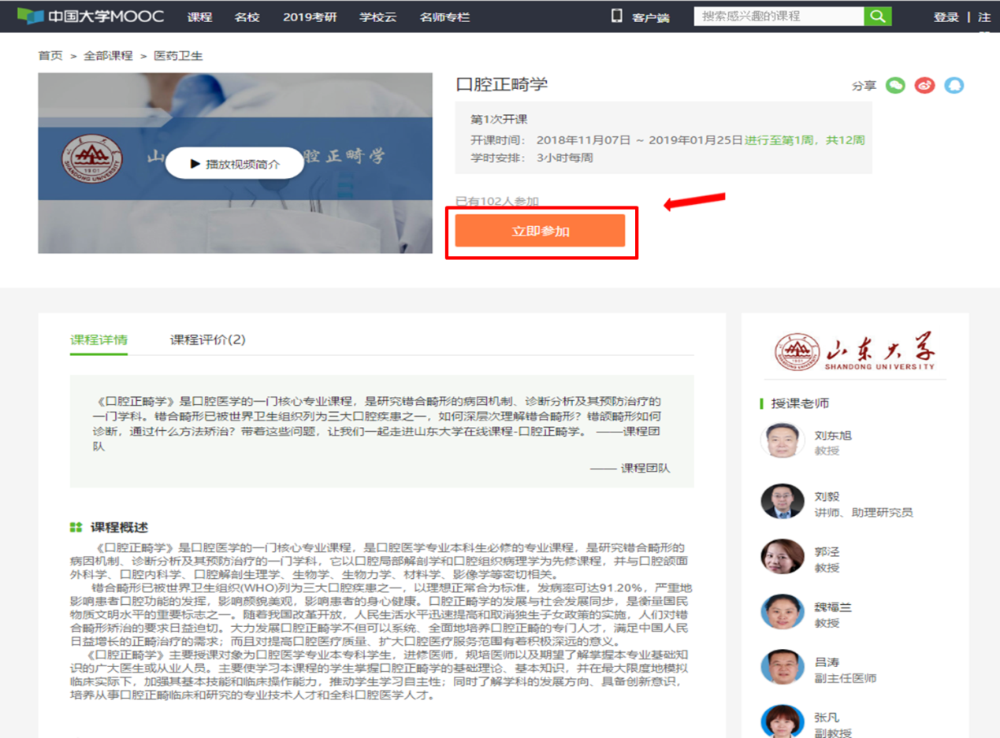 中国大学MOOC 课程 名校 2019考研 学校云 名师专栏 客户端 搜索感兴趣的课程 登录 | 注
首页 > 全部课程 > 医药卫生
口腔正畸学
分享
第1次开课
开课时间： 2018年11月07日 ~ 2019年01月25日进行至第1周，共12周
学时安排： 3小时每周
1901
SHANDONG UNIVERSITY
山
腔正畸学
播放视频简介
已有102人参加
立即参加
课程详情 课程评价(2)
《口腔正畸学》是口腔医学的一门核心专业课程，是研究错合畸形的病因机制、诊断分析及其预防治疗的
一门学科。错合畸形已被世界卫生组织列为三大口腔疾患之一，如何深层次理解错合畸形？错颌畸形如何
诊断，通过什么方法矫治？带着这些问题，让我们一起走进山东大学在线课程-口腔正畸学。 ——课程团
队
—— 课程团队
课程概述
《口腔正畸学》是口腔医学的一门核心专业课程，是口腔医学专业本科生必修的专业课程，是研究错合畸形的
病因机制、诊断分析及其预防治疗的一门学科，它以口腔局部解剖学和口腔组织病理学为先修课程，并与口腔颌面
外科学、口腔内科学、口腔解剖生理学、生物学、生物力学、材料学、影像学等密切相关。
错合畸形已被世界卫生组织(WHO)列为三大口腔疾患之一，以理想正常合为标准，发病率可达91.20%，严重地
影响患者口腔功能的发挥，影响颜貌美观，影响患者的身心健康。口腔正畸学的发展与社会发展同步，是衡量国民
物质文明水平的重要标志之一。随着我国改革开放，人民生活水平迅速提高和取消独生子女政策的实施，人们对错
合畸形矫治的要求日益迫切。大力发展口腔正畸学不但可以系统、全面地培养口腔正畸的专门人才，满足中国人民
日益增长的正畸治疗的需求；而且对提高口腔医疗质量、扩大口腔医疗服务范围有着积极深远的意义。
《口腔正畸学》主要授课对象为口腔医学专业本专科学生，进修医师，规培医师以及期望了解掌握本专业基础知
识的广大医生或从业人员。主要使学习本课程的学生掌握口腔正畸学的基础理论、基本知识，并在最大限度地模拟
临床实际下，加强其基本技能和临床操作能力，推动学生学习自主性；同时了解学科的发展方向、具备创新意识，
培养从事口腔正畸临床和研究的专业技术人才和全科口腔医学人才。
山东大学
SHANDONG UNIVERSITY
授课老师
刘东旭
教授
刘毅
讲师、助理研究员
郭泾
教授
魏福兰
教授
吕涛
副主任医师
张凡
副教授